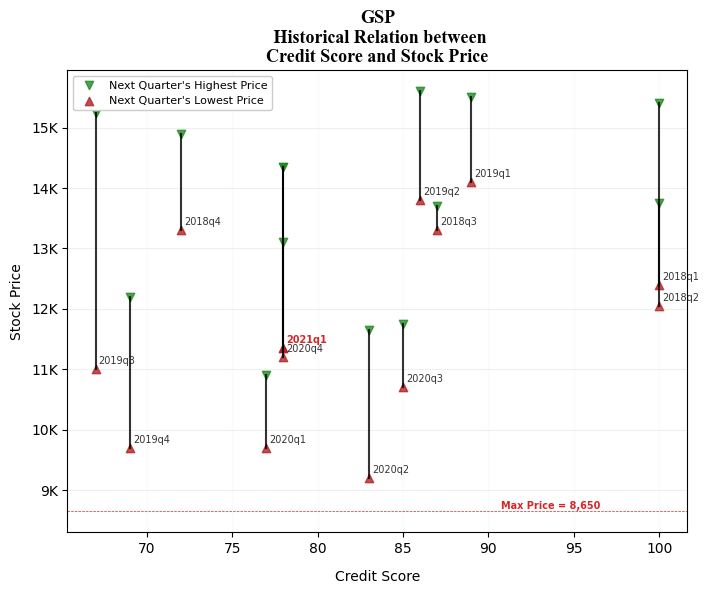 GSP
Historical Relation between
Credit Score and Stock Price
Next Quarter's Highest Price
Next Quarter's Lowest Price
Stock Price
15K
14K
13K
12K
11K
10K
9K
2019q2
2019q1
2018q4
2018q3
2018q1
2018q2
2021q1
2020q4
2019q3
2020q3
2019q4
2020q1
2020q2
Max Price = 8,650
70 75 80 85 90 95 100
Credit Score